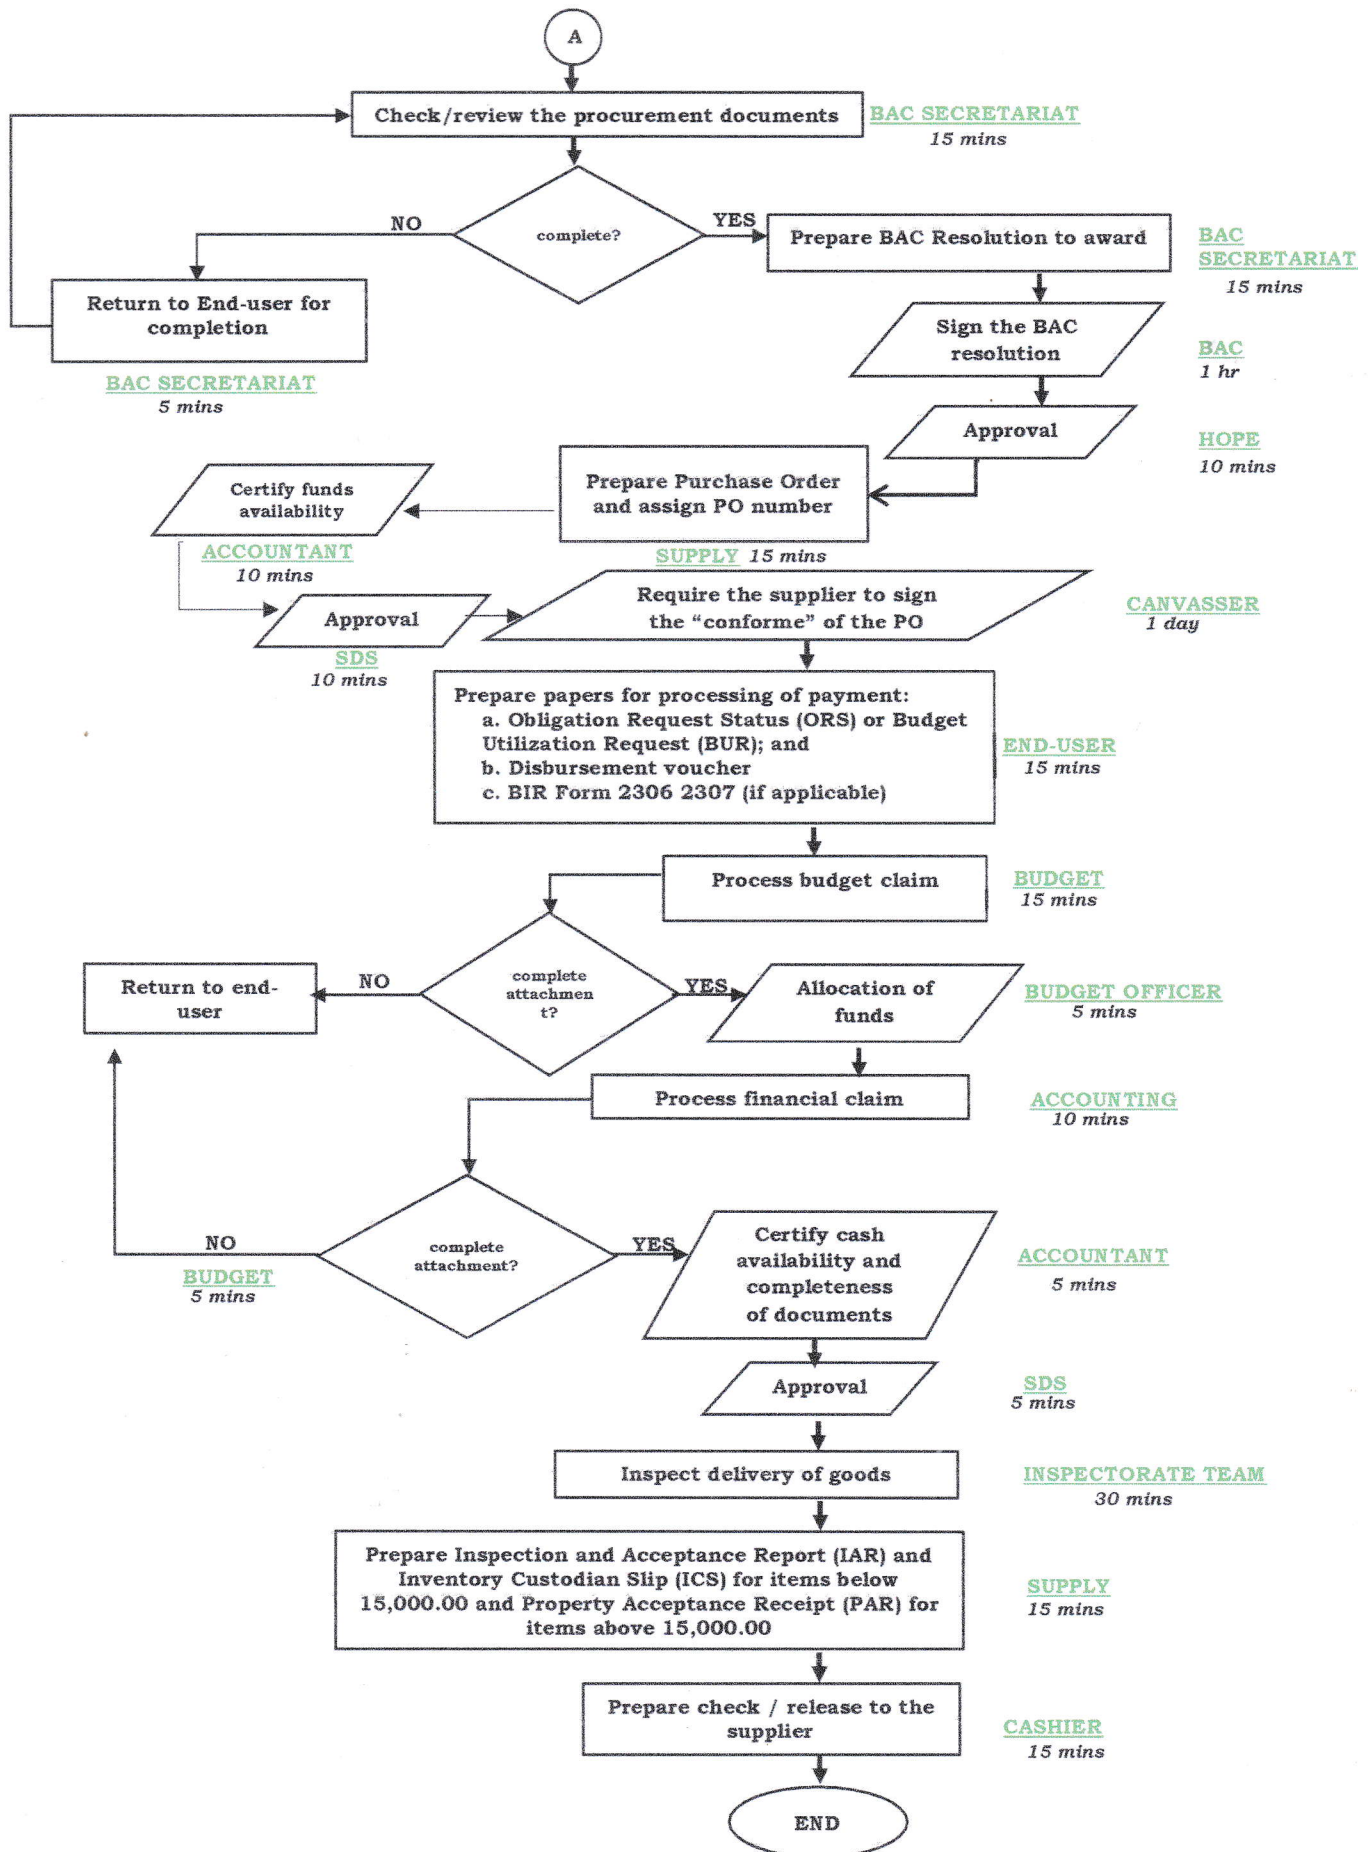 A
Check/review the procurement documents
BAC SECRETARIAT
15 mins
NO
complete?
YES
Prepare BAC Resolution to award
BAC
SECRETARIAT
15 mins
Return to End-user for
completion
BAC SECRETARIAT
5 mins
Sign the BAC
resolution
BAC
1 hr
Approval
HOPE
10 mins
Prepare Purchase Order
and assign PO number
SUPPLY 15 mins
Certify funds
availability
ACCOUNTANT
10 mins
Approval
SDS
10 mins
Require the supplier to sign
the “conforme” of the PO
CANVASSER
1 day
Prepare papers for processing of payment:
a. Obligation Request Status (ORS) or Budget
Utilization Request (BUR); and
b. Disbursement voucher
c. BIR Form 2306 2307 (if applicable)
END-USER
15 mins
Process budget claim
BUDGET
15 mins
Return to end-
user
NO
complete
attachmen
t?
YES
Allocation of
funds
BUDGET OFFICER
5 mins
Process financial claim
ACCOUNTING
10 mins
NO
BUDGET
5 mins
complete
attachment?
YES
Certify cash
availability and
completeness
of documents
ACCOUNTANT
5 mins
Approval
SDS
5 mins
Inspect delivery of goods
INSPECTORATE TEAM
30 mins
Prepare Inspection and Acceptance Report (IAR) and
Inventory Custodian Slip (ICS) for items below
15,000.00 and Property Acceptance Receipt (PAR) for
items above 15,000.00
SUPPLY
15 mins
Prepare check / release to the
supplier
CASHIER
15 mins
END